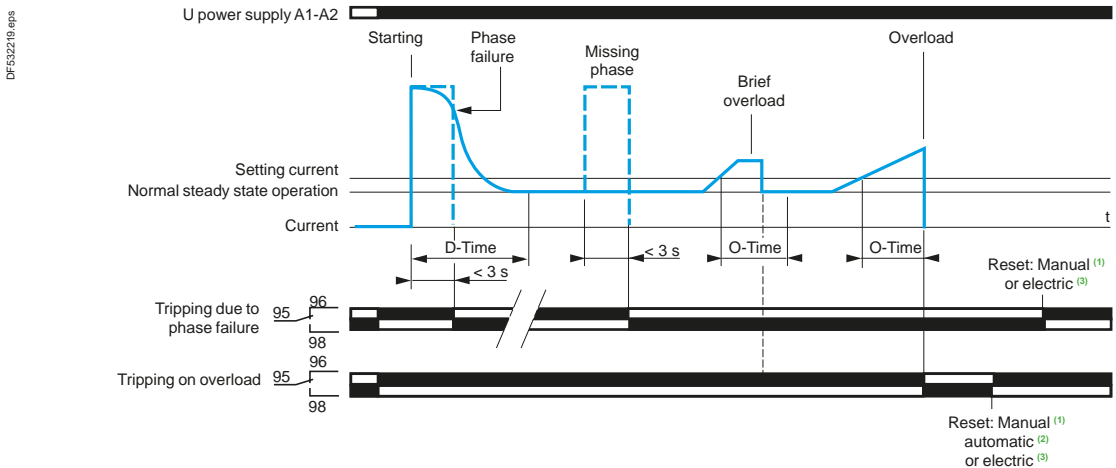 DF532219.eps
U power supply A1-A2
Starting
Phase
failure
Missing
phase
Brief
overload
Overload
Setting current
Normal steady state operation
Current
t
D-Time
< 3 s
< 3 s
O-Time
O-Time
Reset: Manual (1)
or electric (3)
Tripping due to
phase failure
95
96
98
Tripping on overload
95
96
98
Reset: Manual (1)
automatic (2)
or electric (3)